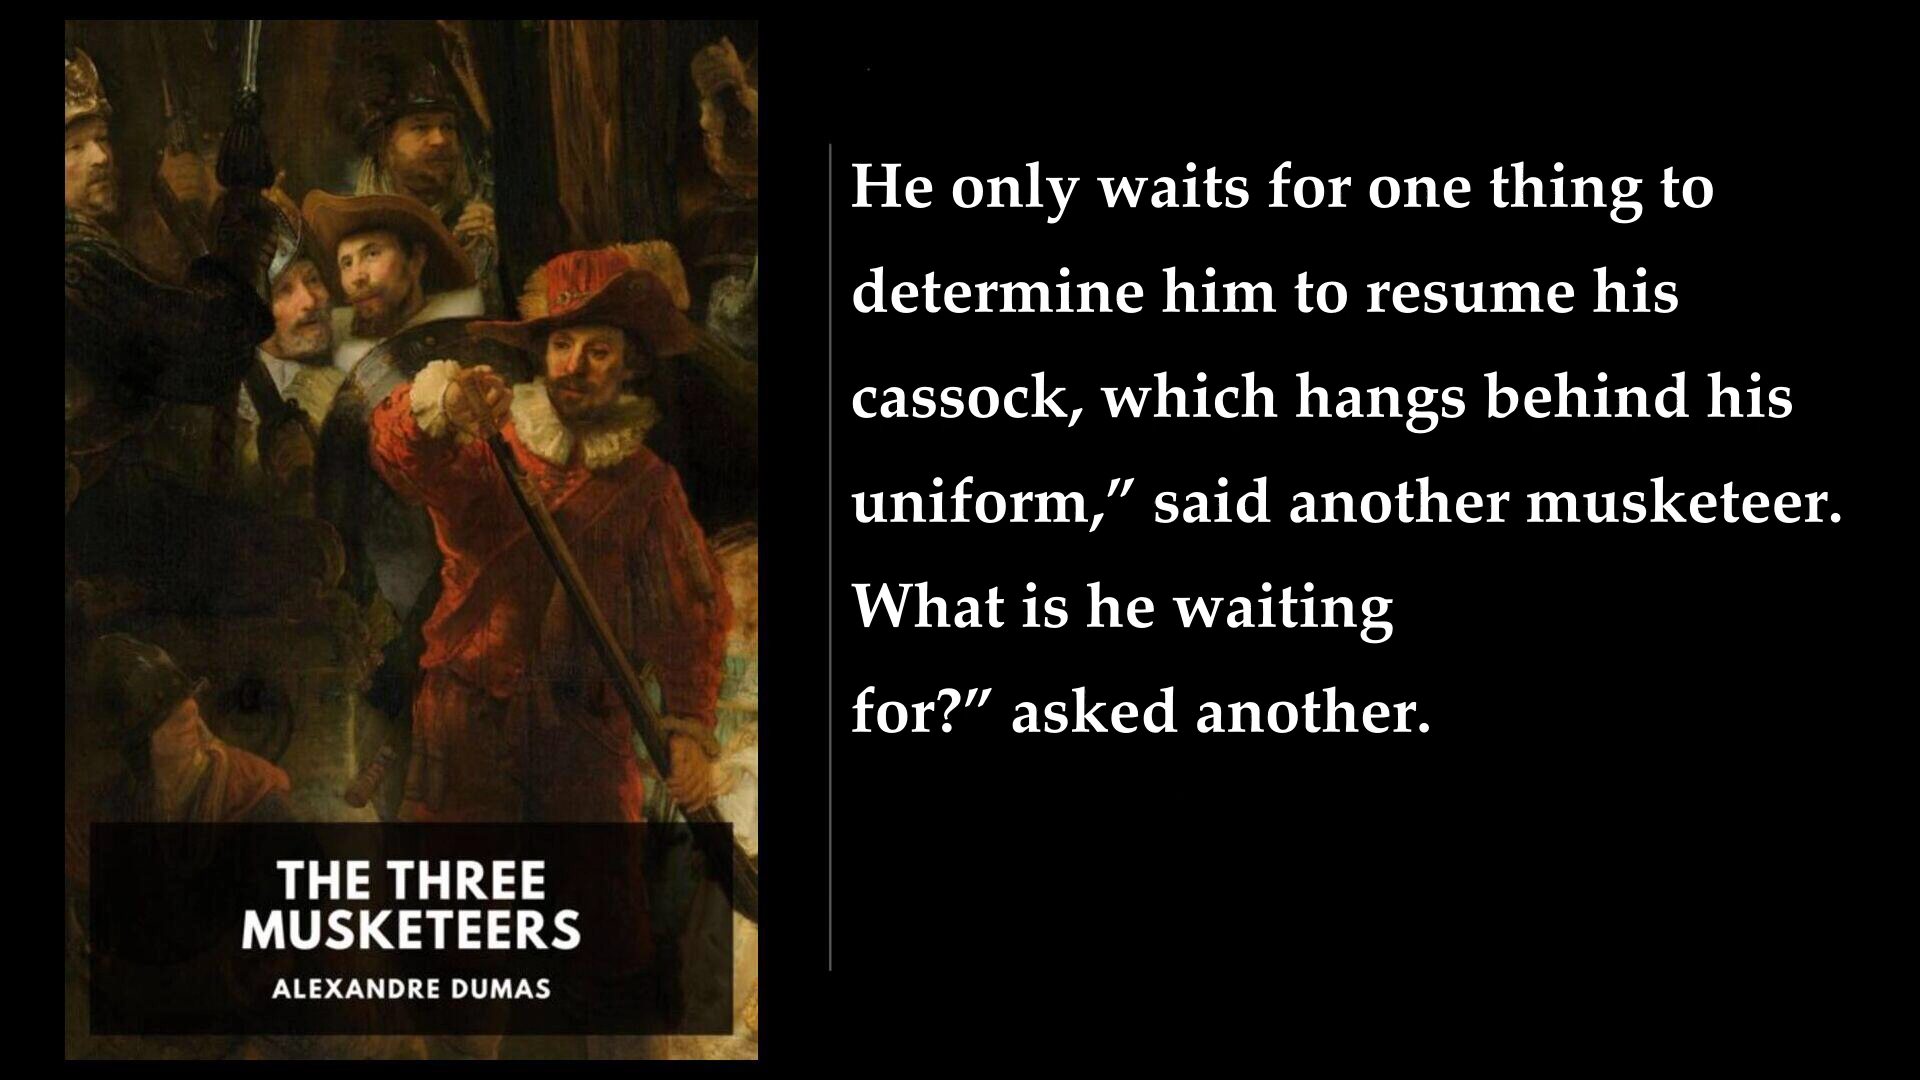 He only waits for one thing to
determine him to resume his
cassock, which hangs behind his
uniform,” said another musketeer.
What is he waiting
for?” asked another.
THE THREE
MUSKETEERS
ALEXANDRE DUMAS